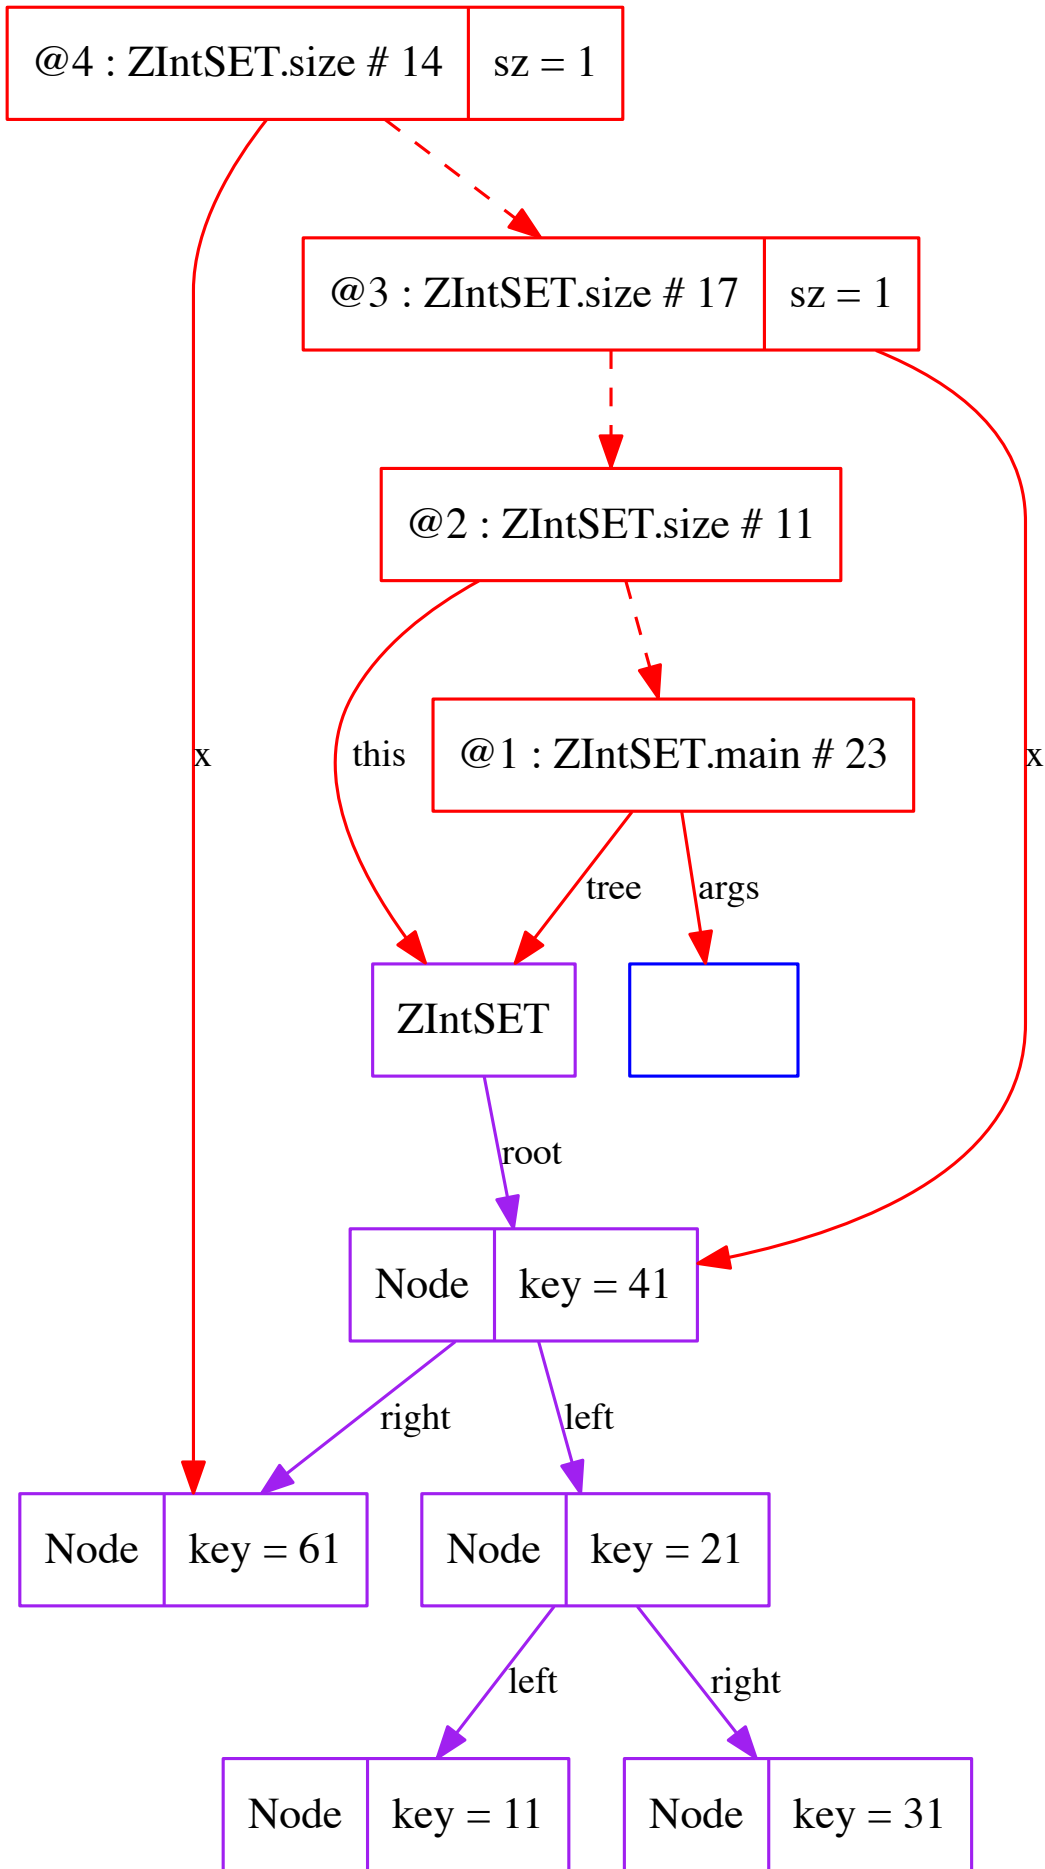 @4 : ZIntSET.size # 14 sz = 1
@3 : ZIntSET.size # 17 sz = 1
@2 : ZIntSET.size # 11
x this @1 : ZIntSET.main # 23 x
tree args
ZIntSET
root
Node key = 41
right left
Node key = 61 Node key = 21
left right
Node key = 11 Node key = 31